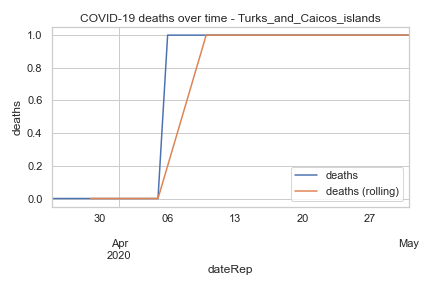 COVID-19 deaths over time - Turks_and_Caicos_islands
deaths
1.0
0.8
0.6
0.4
0.2
0.0
deaths
deaths (rolling)
30 06 13 20 27
Apr May
2020
dateRep